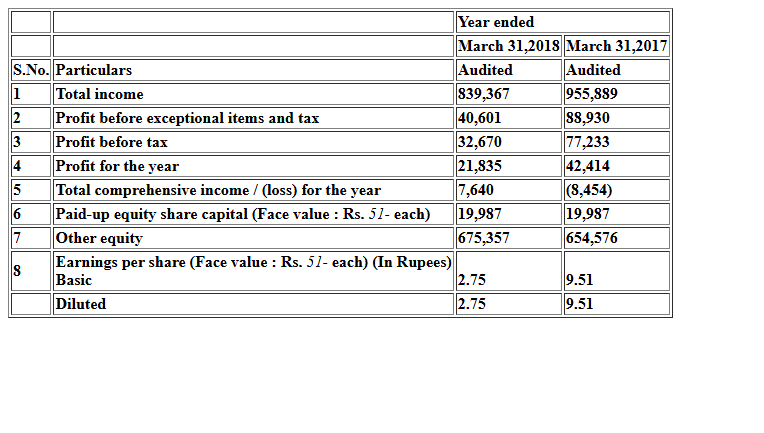 Year ended
March 31,2018 March 31,2017
S.No. Particulars Audited Audited
1 Total income 839,367 955,889
2 Profit before exceptional items and tax 40,601 88,930
3 Profit before tax 32,670 77,233
4 Profit for the year 21,835 42,414
5 Total comprehensive income / (loss) for the year 7,640 (8,454)
6 Paid-up equity share capital (Face value : Rs. 51- each) 19,987 19,987
7 Other equity 675,357 654,576
8 Earnings per share (Face value : Rs. 51- each) (In Rupees)
Basic 2.75 9.51
Diluted 2.75 9.51